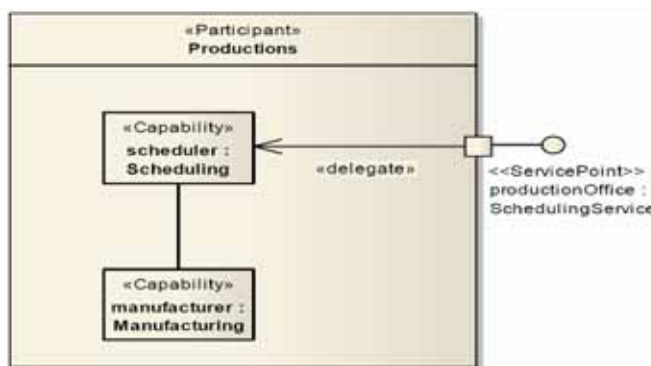 «Participant»
Productions
«Capability»
scheduler :
Scheduling
«delegate»
<<ServicePoint>>
productionOffice :
SchedulingService
«Capability»
manufacturer :
Manufacturing